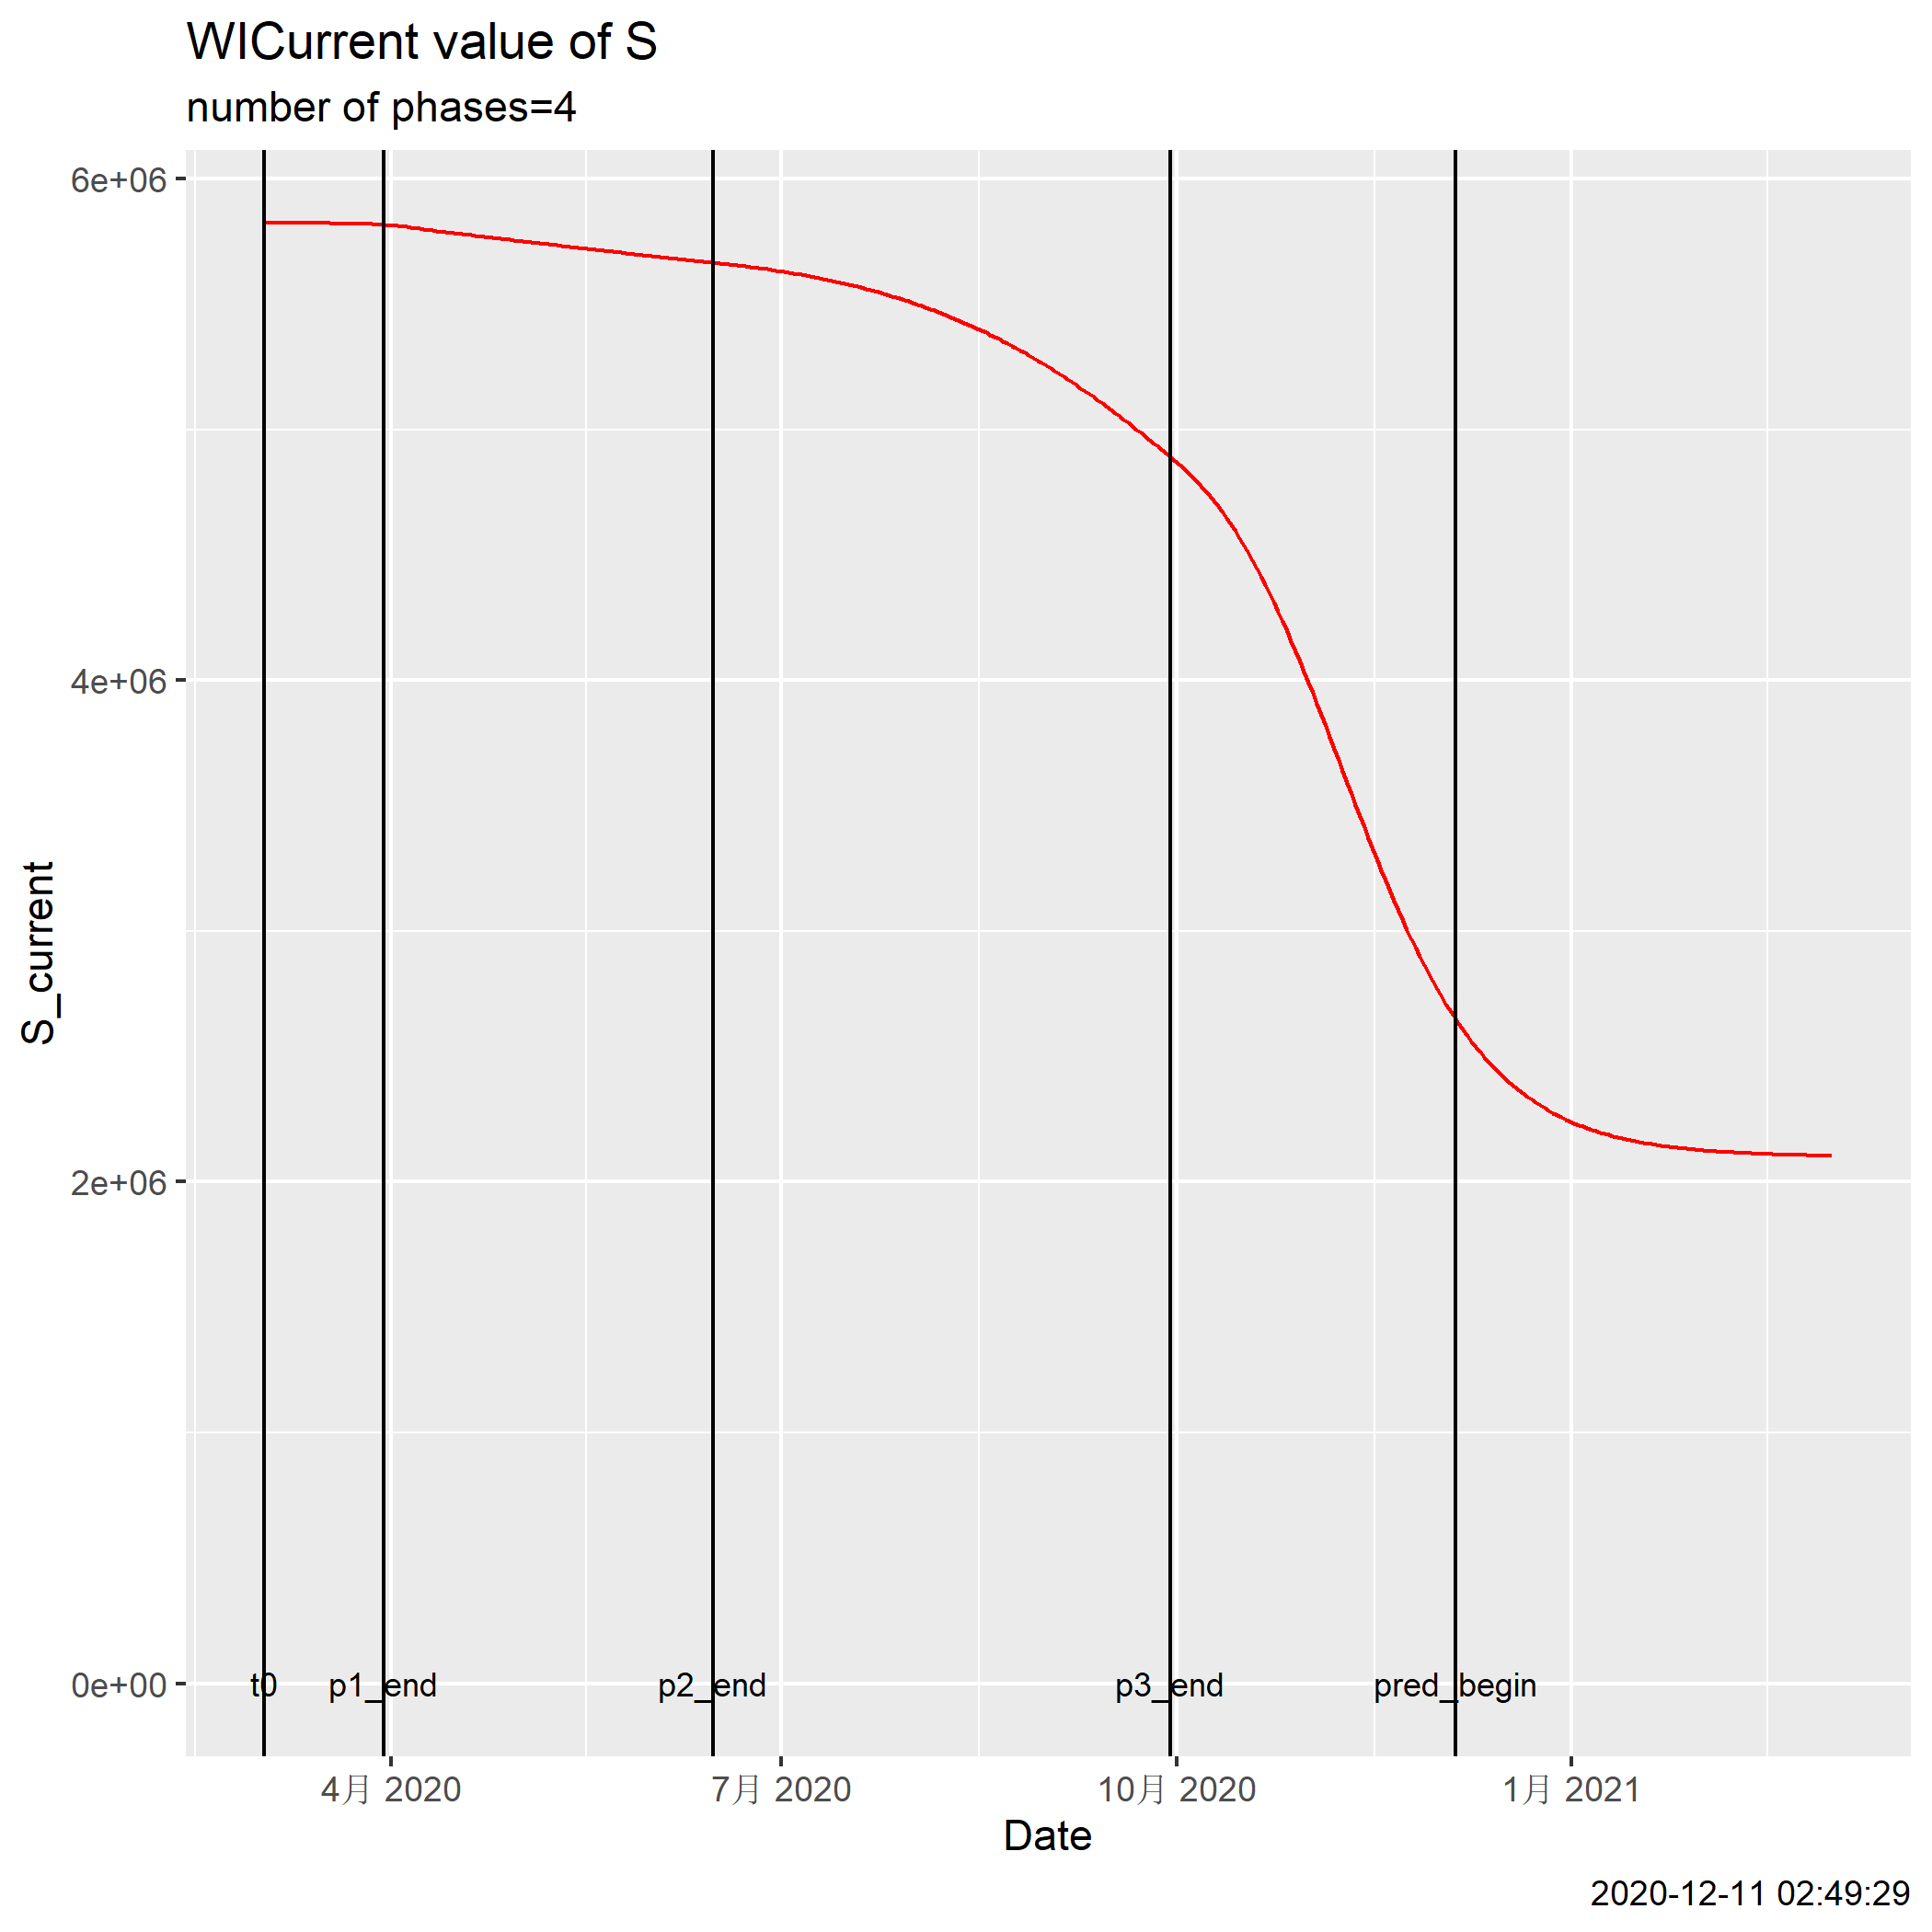 WICurrent value of S
number of phases=4
6e+06
4e+06
2e+06
0e+00
S_current
t0
p1_end
p2_end
p3_end
pred_begin
4月 2020
7月 2020
10月 2020
1月 2021
Date
2020-12-11 02:49:29